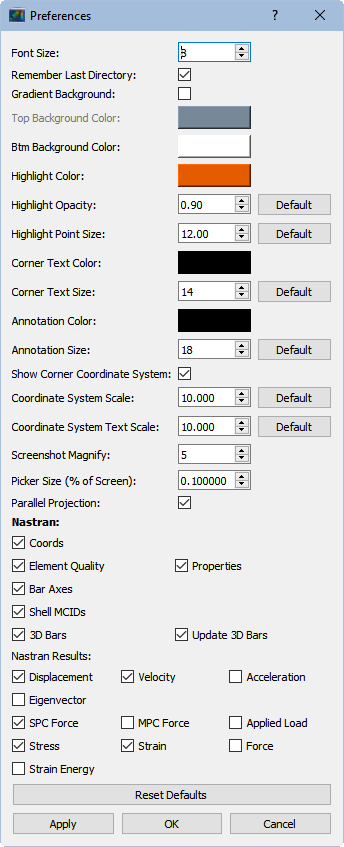 Preferences ?
Font Size: 8
Remember Last Directory:
Gradient Background:
Top Background Color:
Btm Background Color:
Highlight Color:
Highlight Opacity: 0.90 Default
Highlight Point Size: 12.00 Default
Corner Text Color:
Corner Text Size: 14 Default
Annotation Color:
Annotation Size: 18 Default
Show Corner Coordinate System:
Coordinate System Scale: 10.000 Default
Coordinate System Text Scale: 10.000 Default
Screenshot Magnify: 5
Picker Size (% of Screen): 0.100000
Parallel Projection:
Nastran:
Coords
Element Quality Properties
Bar Axes
Shell MCIDs
3D Bars Update 3D Bars
Nastran Results:
Displacement Velocity Acceleration
Eigenvector
SPC Force MPC Force Applied Load
Stress Strain Force
Strain Energy
Reset Defaults
Apply OK Cancel